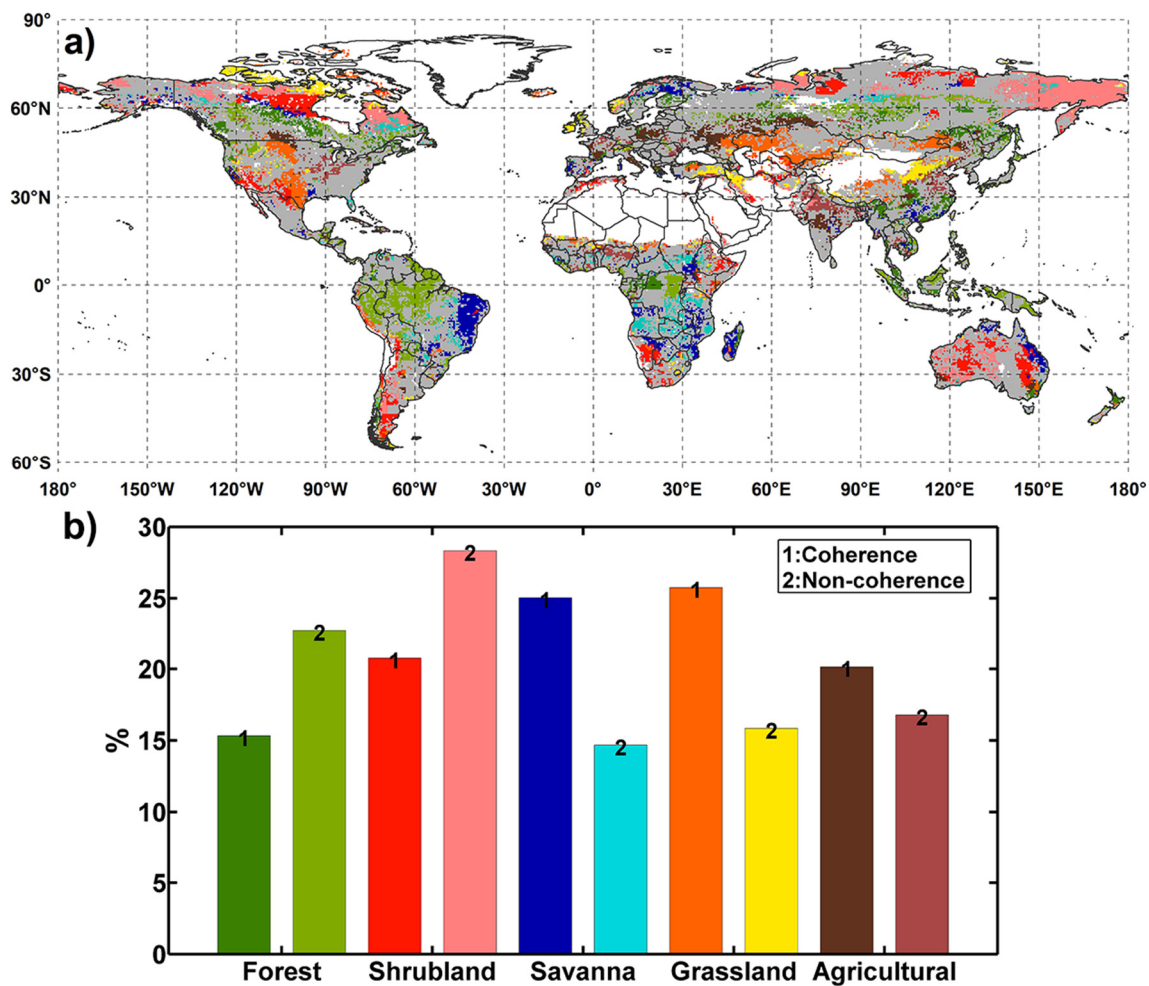 a)
90°
60°N
30°N
0°
30°S
60°S
180° 150°W 120°W 90°W 60°W 30°W 0° 30°E 60°E 90°E 120°E 150°E 180°
b)
30
25
20
15
10
5
0
%
1:Coherence
2:Non-coherence
1 2 1 2 1 2 1 2 1 2
Forest Shrubland Savanna Grassland Agricultural